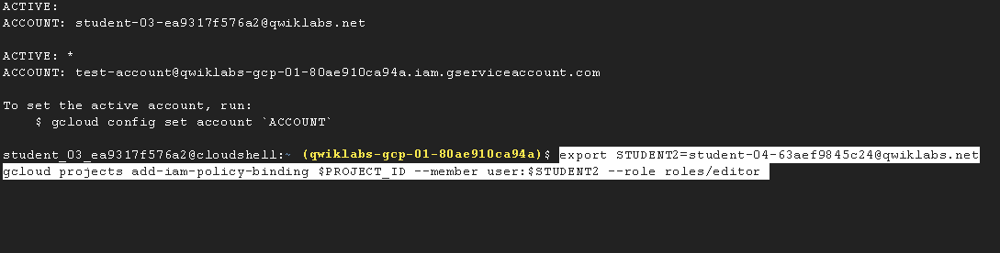 ACTIVE:
ACCOUNT: student-03-ea9317f576a2@qwiklabs.net
ACTIVE: *
ACCOUNT: test-account@qwiklabs-gcp-01-80ae910ca94a.iam.gserviceaccount.com
To set the active account, run:
$ gcloud config set account `ACCOUNT`
student_03_ea9317f576a2@cloudshell:~ (qwiklabs-gcp-01-80ae910ca94a)$ export STUDENT2=student-04-63aef9845c24@qwiklabs.net
gcloud projects add-iam-policy-binding $PROJECT_ID --member user:$STUDENT2 --role roles/editor